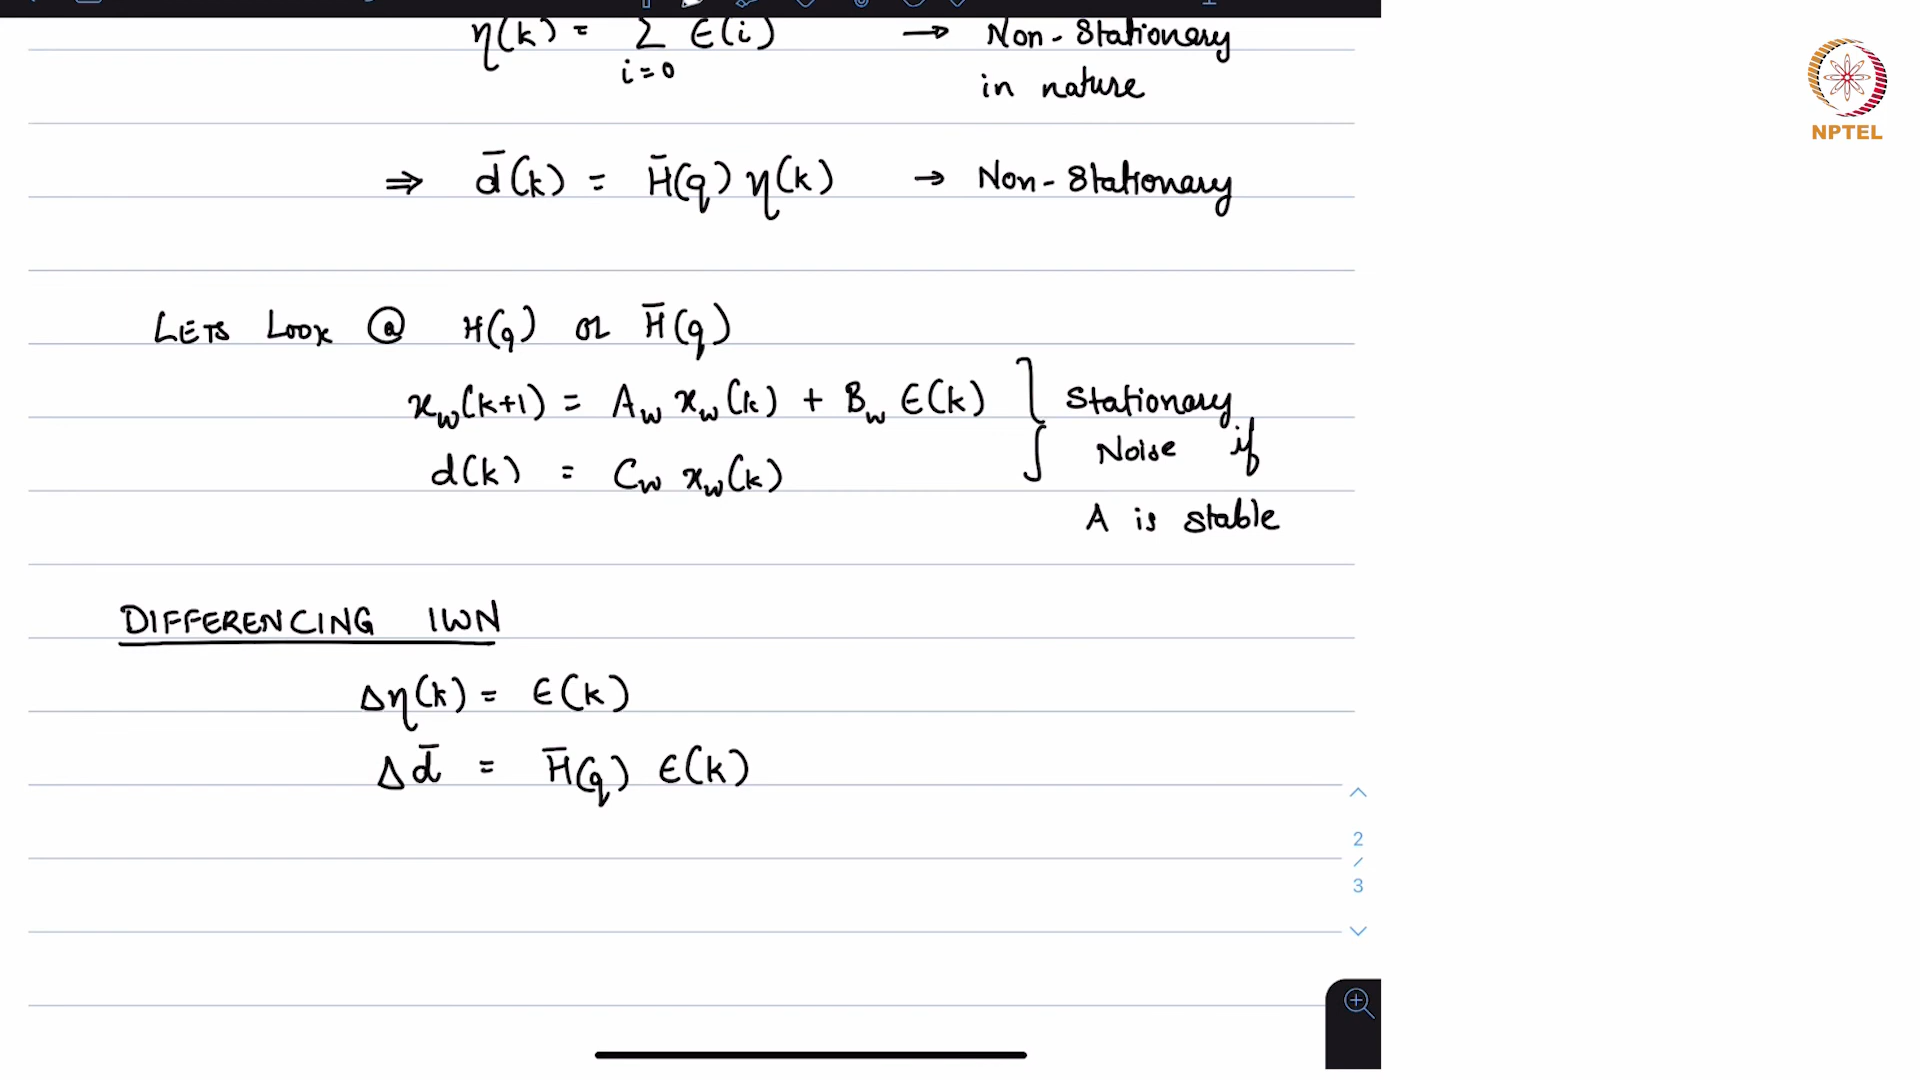 η(k) = Σ ∈(i) → Non-Stationary
i=0 in nature
⇒ d̄(k) = H̄(q) η(k) → Non-Stationary
LETS LOOK @ H(q) or H̄(q)
x_w(k+1) = A_w x_w(k) + B_w ∈(k) } Stationary
Noise if
d(k) = C_w x_w(k)
A is stable
DIFFERENCING IWN
Δη(k) = ∈(k)
Δd̄ = H̄(q) ∈(k)
NPTEL
2
/
3